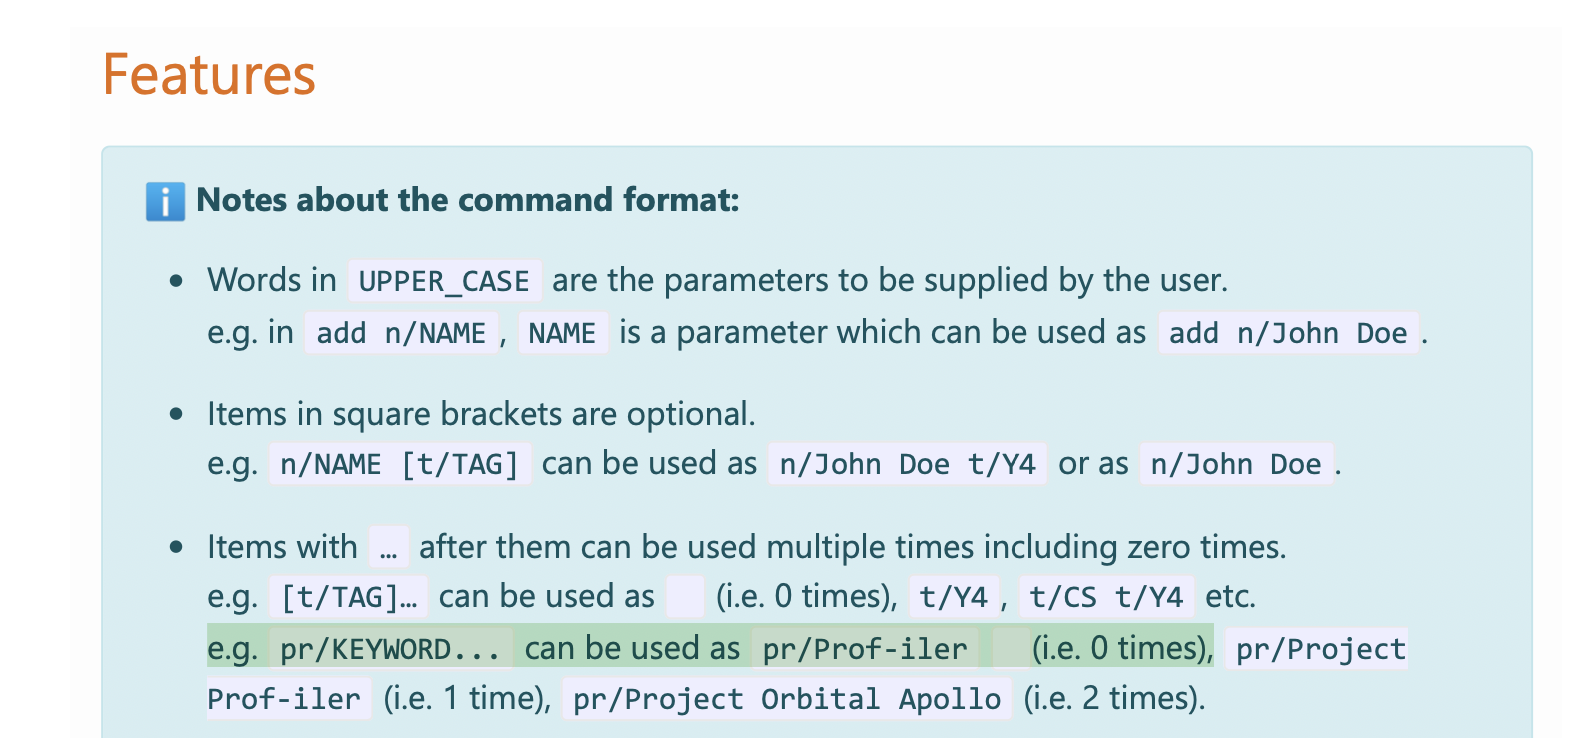 Features
Notes about the command format:
• Words in UPPER_CASE are the parameters to be supplied by the user.
e.g. in add n/NAME , NAME is a parameter which can be used as add n/John Doe .
• Items in square brackets are optional.
e.g. n/NAME [t/TAG] can be used as n/John Doe t/Y4 or as n/John Doe .
• Items with … after them can be used multiple times including zero times.
e.g. [t/TAG]… can be used as (i.e. 0 times), t/Y4 , t/CS t/Y4 etc.
e.g. pr/KEYWORD... can be used as pr/Prof-iler (i.e. 0 times), pr/Project
Prof-iler (i.e. 1 time), pr/Project Orbital Apollo (i.e. 2 times).